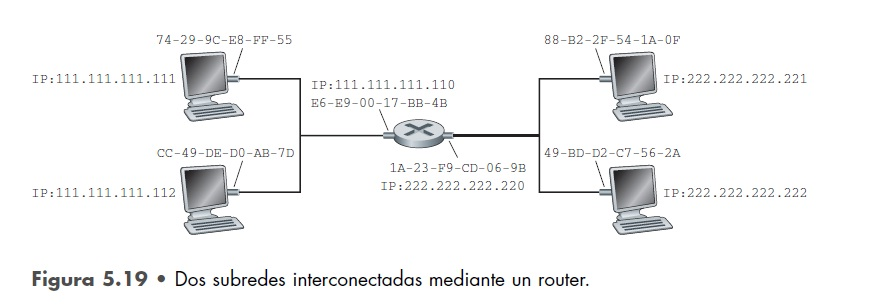 74-29-9C-E8-FF-55
88-B2-2F-54-1A-0F
IP:111.111.111.111
IP:111.111.111.110
E6-E9-00-17-BB-4B
IP:222.222.222.221
CC-49-DE-D0-AB-7D
1A-23-F9-CD-06-9B
IP:222.222.222.220
49-BD-D2-C7-56-2A
IP:111.111.111.112
IP:222.222.222.222
Figura 5.19 • Dos subredes interconectadas mediante un router.